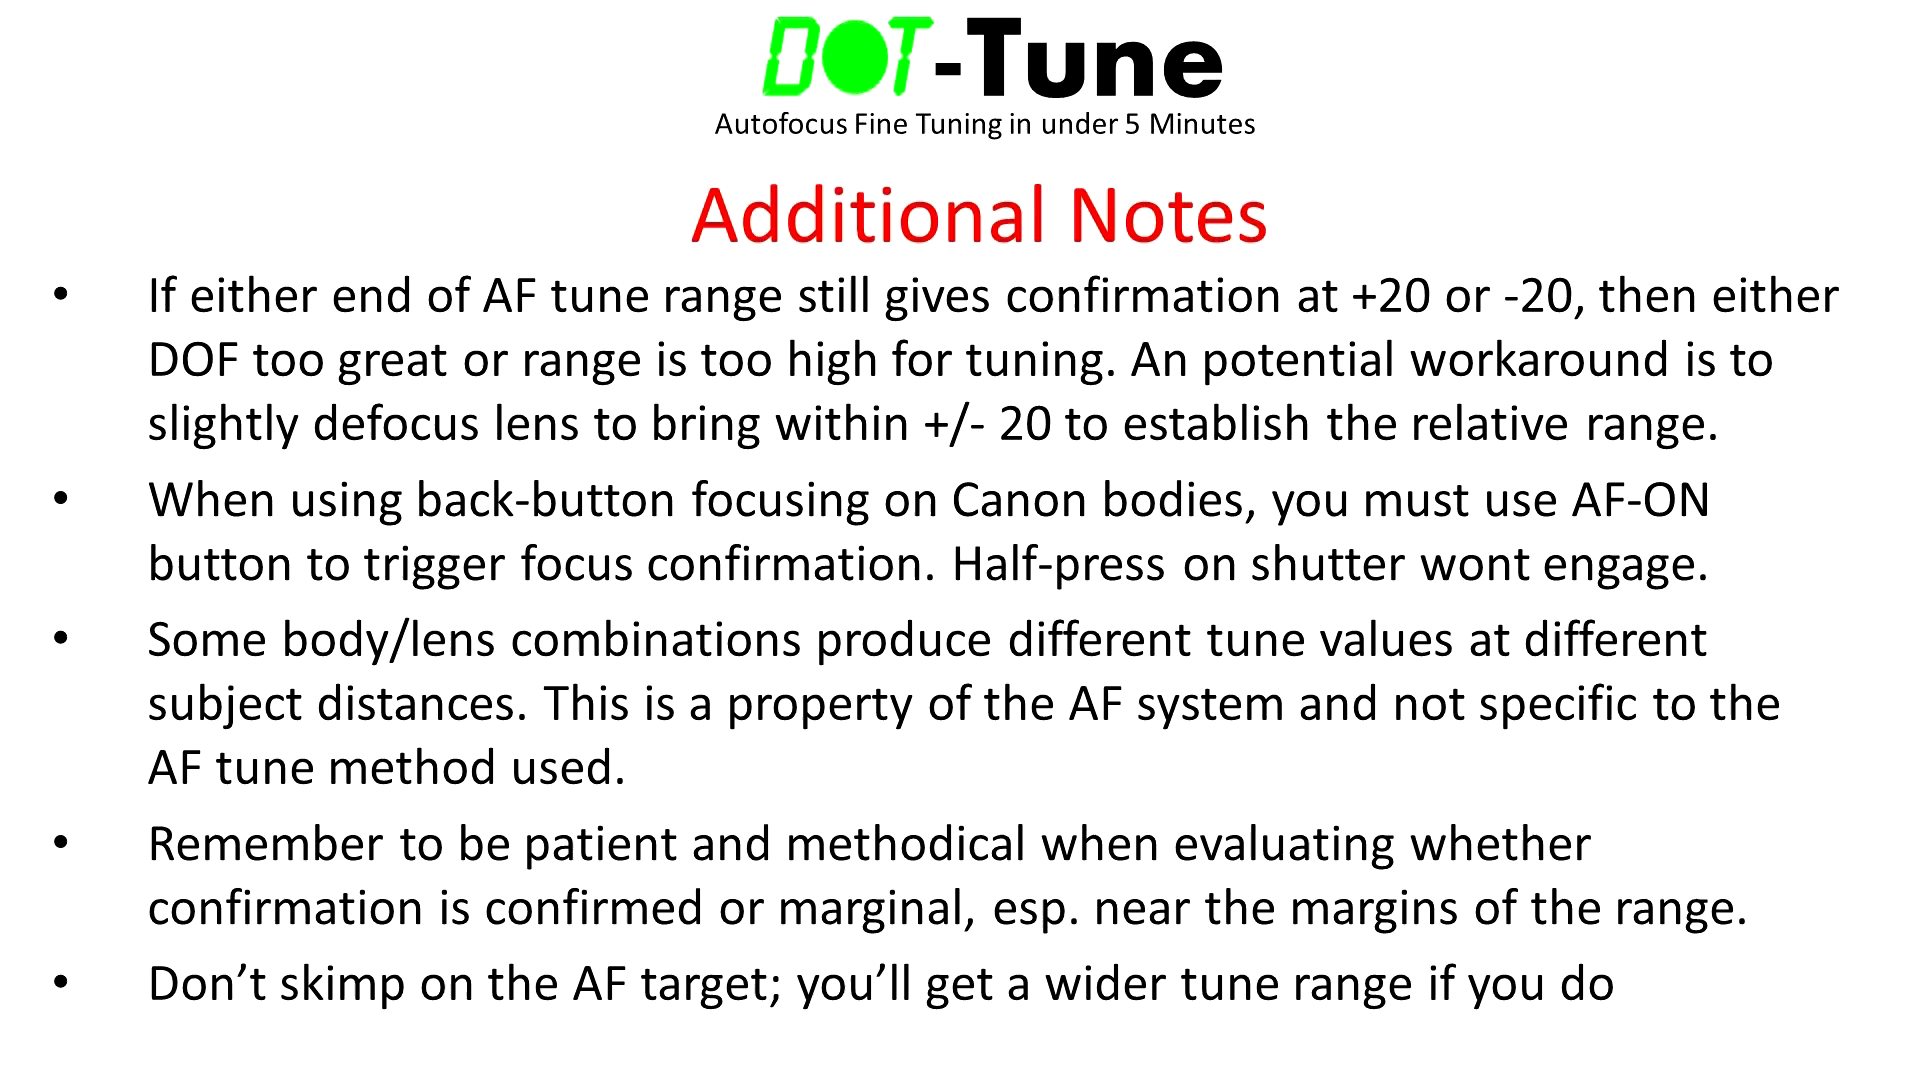 DOT-Tune
Autofocus Fine Tuning in under 5 Minutes
Additional Notes
• If either end of AF tune range still gives confirmation at +20 or -20, then either
DOF too great or range is too high for tuning. An potential workaround is to
slightly defocus lens to bring within +/- 20 to establish the relative range.
• When using back-button focusing on Canon bodies, you must use AF-ON
button to trigger focus confirmation. Half-press on shutter wont engage.
• Some body/lens combinations produce different tune values at different
subject distances. This is a property of the AF system and not specific to the
AF tune method used.
• Remember to be patient and methodical when evaluating whether
confirmation is confirmed or marginal, esp. near the margins of the range.
• Don’t skimp on the AF target; you’ll get a wider tune range if you do